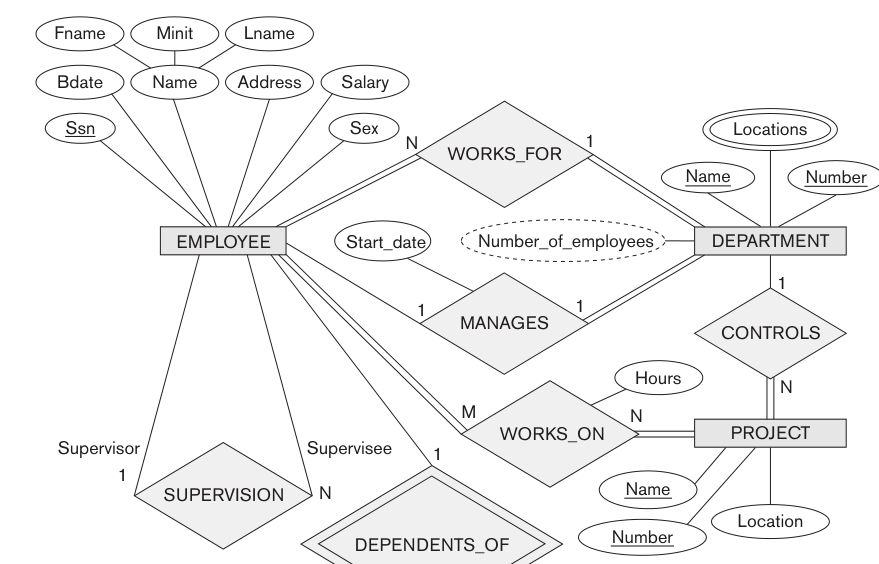 Fname
Minit
Lname
Bdate
Name
Address
Salary
Ssn
Sex
N
WORKS_FOR
1
Locations
Name
Number
EMPLOYEE
Start_date
Number_of_employees
DEPARTMENT
1
MANAGES
1
1
CONTROLS
N
Hours
M
WORKS_ON
N
PROJECT
Supervisor
1
SUPERVISION
Supervisee
N
1
DEPENDENTS_OF
Name
Number
Location